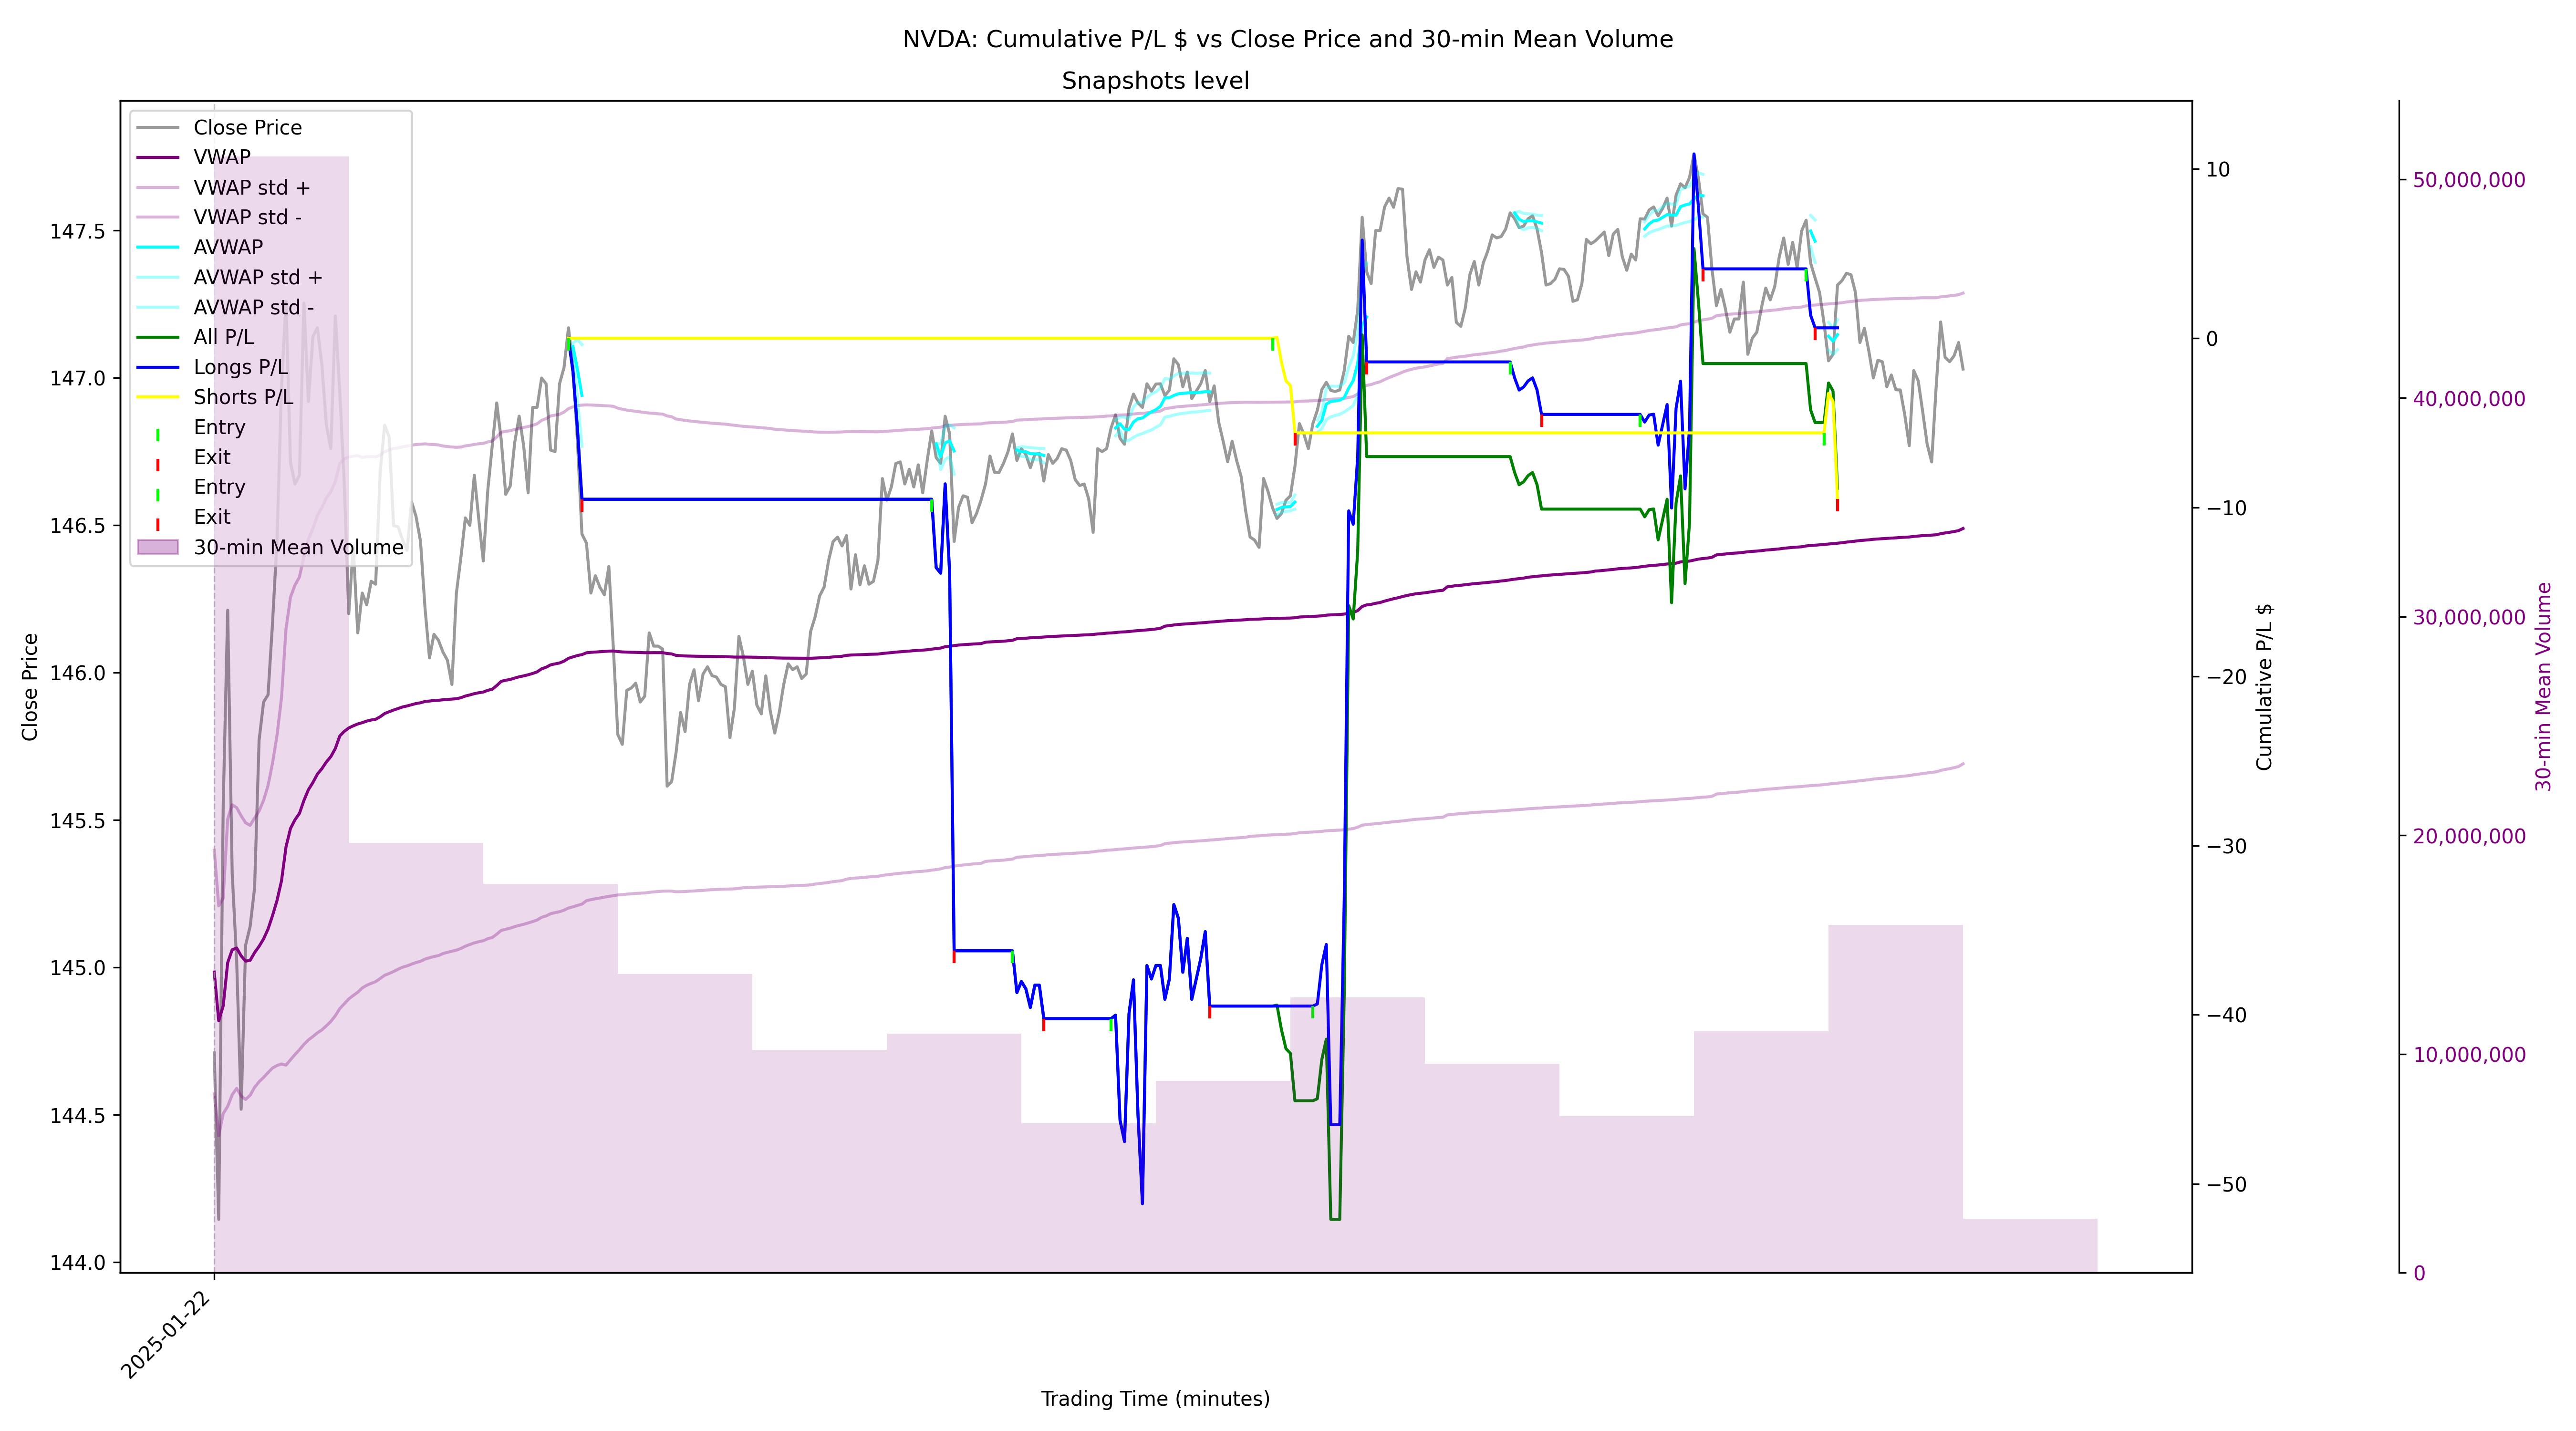 NVDA: Cumulative P/L $ vs Close Price and 30-min Mean Volume
Snapshots level
Close Price
VWAP
VWAP std +
VWAP std -
AVWAP
AVWAP std +
AVWAP std -
All P/L
Longs P/L
Shorts P/L
Entry
Exit
Entry
Exit
30-min Mean Volume
Close Price
147.5
147.0
146.5
146.0
145.5
145.0
144.5
144.0
10
0
−10
−20
−30
−40
−50
Cumulative P/L $
50,000,000
40,000,000
30,000,000
20,000,000
10,000,000
0
30-min Mean Volume
2025-01-22
Trading Time (minutes)